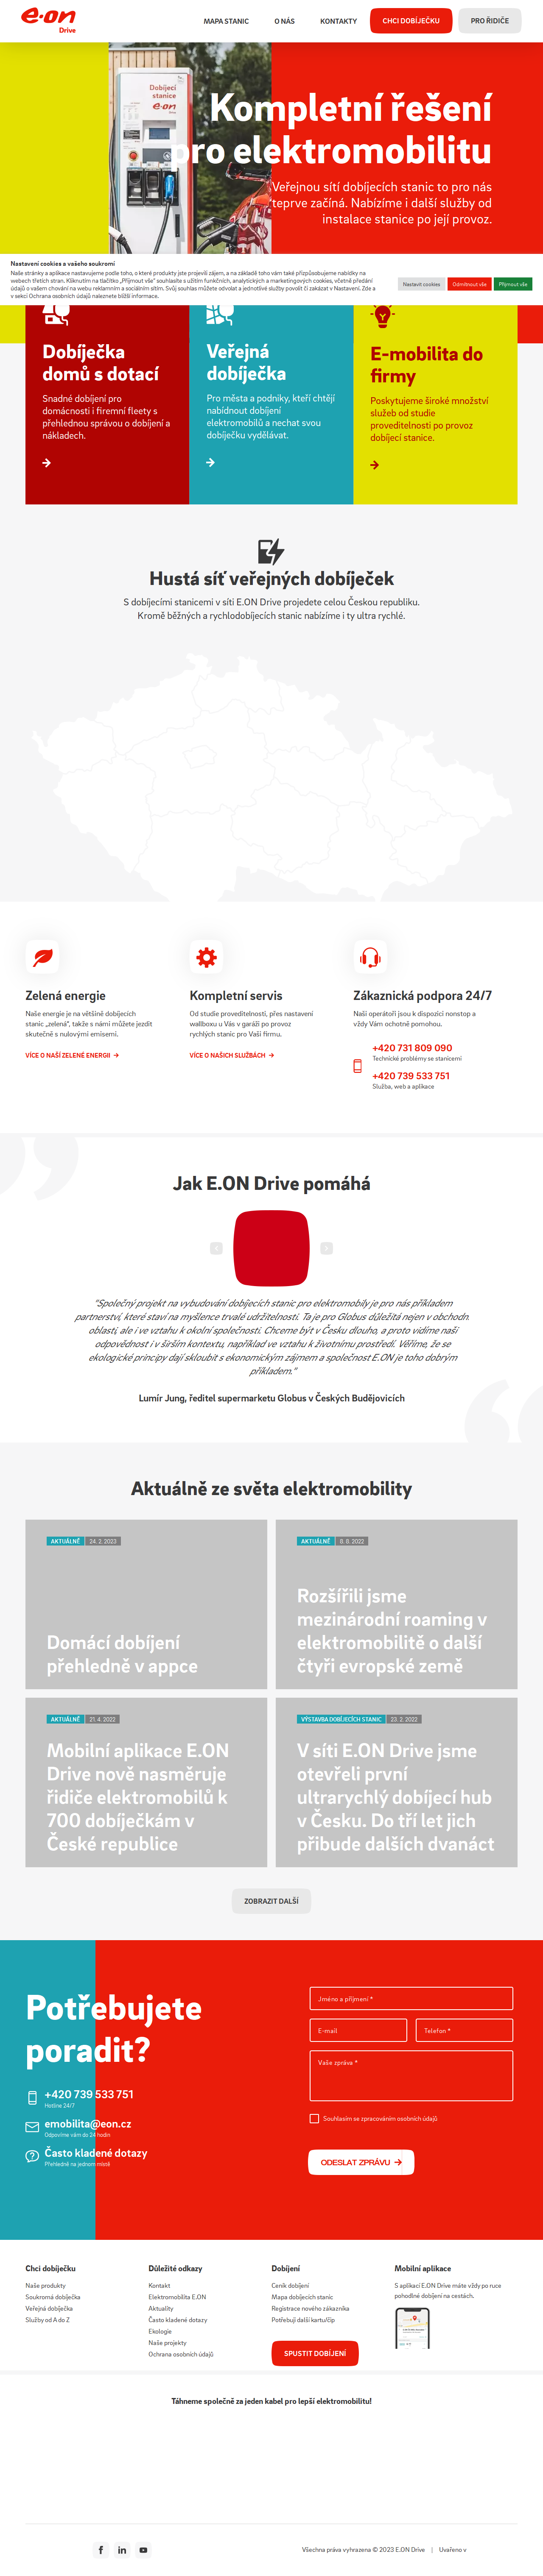 e·on
Drive
MAPA STANIC
O NÁS
KONTAKTY
CHCI DOBÍJEČKU
PRO ŘIDIČE
Dobíjecí
stanice
e·on
Kompletní řešení
pro elektromobilitu
Veřejnou sítí dobíjecích stanic to pro nás
teprve začíná. Nabízíme i další služby od
instalace stanice po její provoz.
Nastavení cookies a vašeho soukromí
Naše stránky a aplikace nastavujeme podle toho, o které produkty jste projevili zájem, a na základě toho vám také přizpůsobujeme nabídky na
webech třetích stran. Kliknutím na tlačítko „Přijmout vše" souhlasíte s užitím funkčních, analytických a marketingových cookies, včetně předání
údajů o vašem chování na webu reklamním a sociálním sítím. Svůj souhlas můžete odvolat a jednotlivé služby povolit či zakázat v Nastavení. Zde a
v sekci Ochrana osobních údajů naleznete bližší informace.
Nastavit cookies
Odmítnout vše
Přijmout vše
Dobíječka
domů s dotací
Snadné dobíjení pro
domácnosti i firemní fleety s
přehlednou správou o dobíjení a
nákladech.
Veřejná
dobíječka
Pro města a podniky, kteří chtějí
nabídnout dobíjení
elektromobilů a nechat svou
dobíječku vydělávat.
E-mobilita do
firmy
Poskytujeme široké množství
služeb od studie
proveditelnosti po provoz
dobíjecí stanice.
Hustá síť veřejných dobíječek
S dobíjecími stanicemi v síti E.ON Drive projedete celou Českou republiku.
Kromě běžných a rychlodobíjecích stanic nabízíme i ty ultra rychlé.
Zelená energie
Naše energie je na většině dobíjecích
stanic „zelená", takže s námi můžete jezdit
skutečně s nulovými emisemi.
VÍCE O NAŠÍ ZELENÉ ENERGII
Kompletní servis
Od studie proveditelnosti, přes nastavení
wallboxu u Vás v garáži po provoz
rychlých stanic pro Vaši firmu.
VÍCE O NAŠICH SLUŽBÁCH
Zákaznická podpora 24/7
Naši operátoři jsou k dispozici nonstop a
vždy Vám ochotně pomohou.
+420 731 809 090
Technické problémy se stanicemi
+420 739 533 751
Služba, web a aplikace
Jak E.ON Drive pomáhá
"Společný projekt na vybudování dobíjecích stanic pro elektromobily je pro nás příkladem
partnerství, které staví na myšlence trvalé udržitelnosti. Ta je pro Globus důležitá nejen v obchodní
oblasti, ale i ve vztahu k okolní společnosti. Chceme být v Česku dlouho, a proto vidíme naši
odpovědnost i v širším kontextu, například ve vztahu k životnímu prostředí. Věříme, že se
ekologické principy dají skloubit s ekonomickým zájmem a společnost E.ON je toho dobrým
příkladem."
Lumír Jung, ředitel supermarketu Globus v Českých Budějovicích
Aktuálně ze světa elektromobility
AKTUÁLNĚ 24. 2. 2023
Domácí dobíjení
přehledně v appce
AKTUÁLNĚ 8. 8. 2022
Rozšířili jsme
mezinárodní roaming v
elektromobilitě o další
čtyři evropské země
AKTUÁLNĚ 21. 4. 2022
Mobilní aplikace E.ON
Drive nově nasměruje
řidiče elektromobilů k
700 dobíječkám v
České republice
VÝSTAVBA DOBÍJECÍCH STANIC 23. 2. 2022
V síti E.ON Drive jsme
otevřeli první
ultrarychlý dobíjecí hub
v Česku. Do tří let jich
přibude dalších dvanáct
ZOBRAZIT DALŠÍ
Potřebujete
poradit?
+420 739 533 751
Hotline 24/7
emobilita@eon.cz
Odpovíme vám do 24 hodin
Často kladené dotazy
Přehledně na jednom místě
Jméno a příjmení *
E-mail
Telefon *
Vaše zpráva *
Souhlasím se zpracováním osobních údajů
ODESLAT ZPRÁVU
Chci dobíječku
Naše produkty
Soukromá dobíječka
Veřejná dobíječka
Služby od A do Z
Důležité odkazy
Kontakt
Elektromobilita E.ON
Aktuality
Často kladené dotazy
Ekologie
Naše projekty
Ochrana osobních údajů
Dobíjení
Ceník dobíjení
Mapa dobíjecích stanic
Registrace nového zákazníka
Potřebuji další kartu/čip
SPUSTIT DOBÍJENÍ
Mobilní aplikace
S aplikací E.ON Drive máte vždy po ruce
pohodlné dobíjení na cestách.
Táhneme společně za jeden kabel pro lepší elektromobilitu!
Všechna práva vyhrazena © 2023 E.ON Drive | Uvařeno v